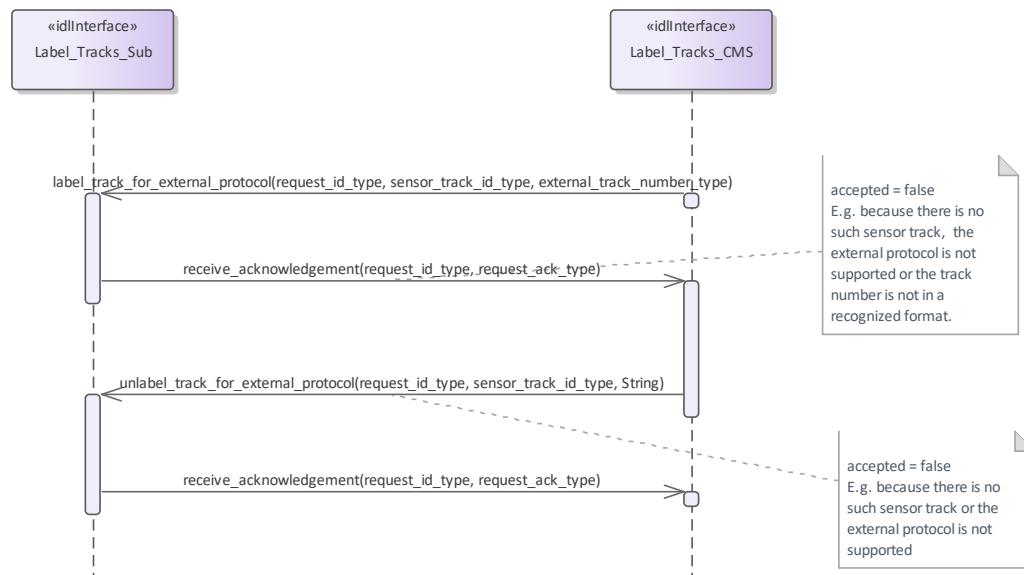 «idlInterface»
Label_Tracks_Sub
«idlInterface»
Label_Tracks_CMS
label_track_for_external_protocol(request_id_type, sensor_track_id_type, external_track_number_type)
accepted = false
E.g. because there is no
such sensor track, the
external protocol is not
supported or the track
number is not in a
recognized format.
receive_acknowledgement(request_id_type, request_ack_type)
unlabel_track_for_external_protocol(request_id_type, sensor_track_id_type, String)
accepted = false
E.g. because there is no
such sensor track or the
external protocol is not
supported
receive_acknowledgement(request_id_type, request_ack_type)